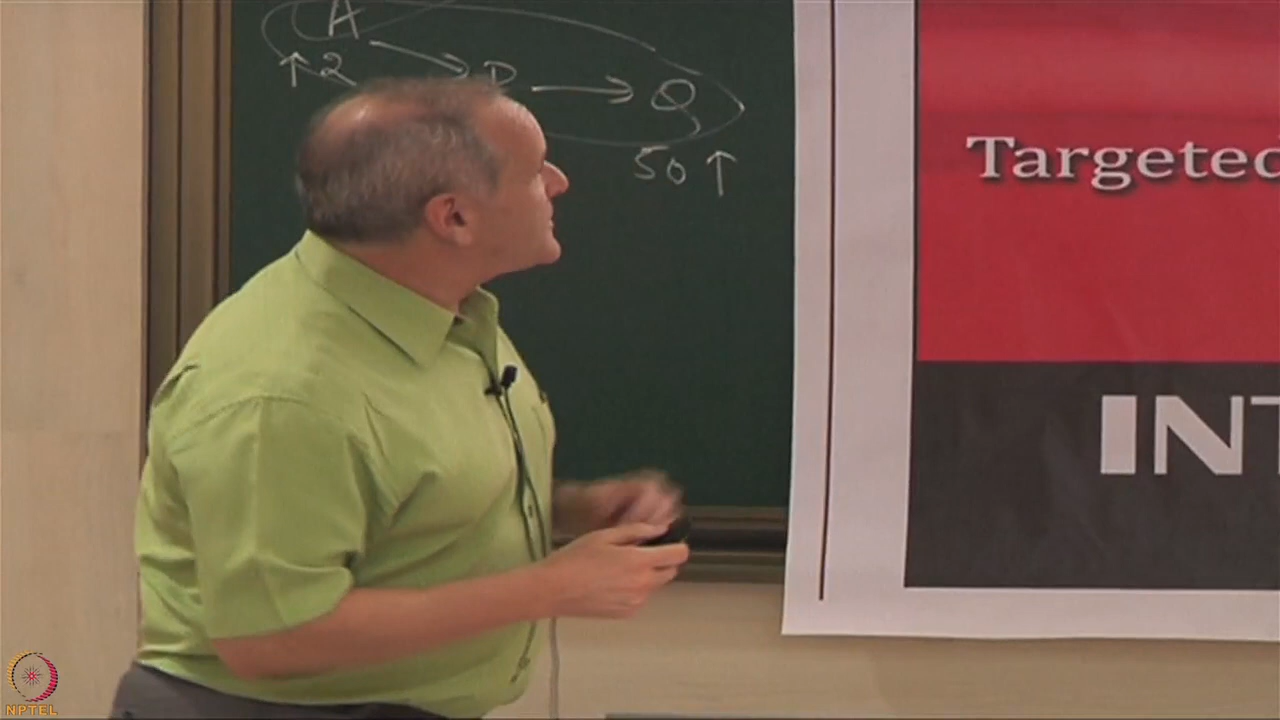 A
↑ 2
Q
50 ↑
Targeted
INT
NPTEL